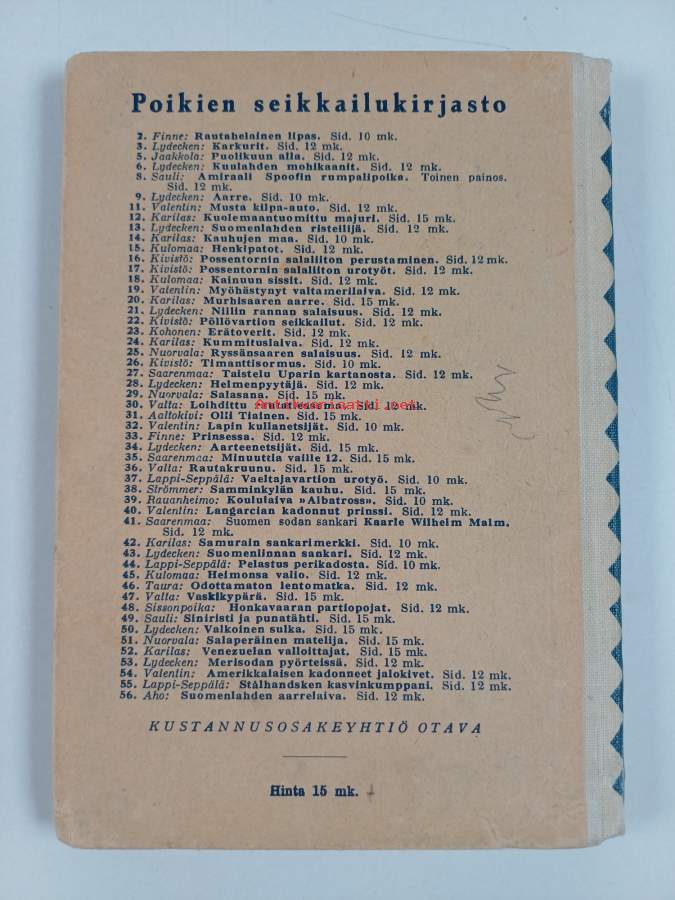 Poikien seikkailukirjasto
2. Finne: Rautahelainen lipas. Sid. 10 mk.
3. Lydecken: Karkurit. Sid. 12 mk.
5. Jaakkola: Puolikuun alla. Sid. 12 mk.
6. Lydecken: Kuulahden mohikaanit. Sid. 12 mk.
8. Sauli: Amiraali Spoofin rumpalipoika. Toinen painos.
Sid. 12 mk.
9. Lydecken: Aarre. Sid. 10 mk.
11. Valentin: Musta kilpa-auto. Sid. 12 mk.
12. Karilas: Kuolemaantuomittu majuri. Sid. 15 mk.
13. Lydecken: Suomenlahden risteilijä. Sid. 12 mk.
14. Karilas: Kauhujen maa. Sid. 10 mk.
15. Kulomaa: Henkipatot. Sid. 12 mk.
16. Kivistö: Possentornin salaliiton perustaminen. Sid. 12 mk.
17. Kivistö: Possentornin salaliiton urotyöt. Sid. 12 mk.
18. Kulomaa: Kainuun sissit. Sid. 12 mk.
19. Valentin: Myöhästynyt valtamerilaiva. Sid. 12 mk.
20. Karilas: Murhisaaren aarre. Sid. 15 mk.
21. Lydecken: Niilin rannan salaisuus. Sid. 12 mk.
22. Kivistö: Pöllövartion seikkailut. Sid. 12 mk.
23. Kohonen: Erätoverit. Sid. 12 mk.
24. Karilas: Kummituslaiva. Sid. 12 mk.
25. Nuorvala: Ryssänsaaren salaisuus. Sid. 12 mk.
26. Kivistö: Timanttisormus. Sid. 10 mk.
27. Saarenmaa: Taistelu Uparin kartanosta. Sid. 12 mk.
28. Lydecken: Helmenpyytäjä. Sid. 12 mk.
29. Nuorvala: Salasana. Sid. 15 mk.
30. Valta: Loihdittu Sid. mk.
antikvariaatti.net
31. Aaltokivi: Olli Tiainen. Sid. 15 mk.
32. Valentin: Lapin kullanetsijät. Sid. 10 mk.
33. Finne: Prinsessa. Sid. 12 mk.
34. Lydecken: Aarteenetsijät. Sid. 15 mk.
35. Saarenmaa: Minuuttia vaille 12. Sid. 15 mk.
36. Valla: Rautakruunu. Sid. 15 mk.
37. Lappi-Seppälä: Vaeltajavartion urotyö. Sid. 10 mk.
38. Strömmer: Samminkylän kauhu. Sid. 15 mk.
39. Rauanheimo: Koululaiva »Albatross». Sid. 10 mk.
40. Valentin: Langarcian kadonnut prinssi. Sid. 12 mk.
41. Saarenmaa: Suomen sodan sankari Kaarle Wilhelm Malm.
Sid. 12 mk.
42. Karilas: Samurain sankarimerkki. Sid. 10 mk.
43. Lydecken: Suomenlinnan sankari. Sid. 12 mk.
44. Lappi-Seppälä: Pelastus perikadosta. Sid. 10 mk.
45. Kulomaa: Heimonsa valio. Sid. 12 mk.
46. Taura: Odottamaton lentomatka. Sid. 12 mk.
47. Valta: Vaskikypärä. Sid. 15 mk.
48. Sissonpoika: Honkavaaran partiopojat. Sid. 12 mk.
49. Sauli: Siniristi ja punatähti. Sid. 15 mk.
50. Lydecken: Valkoinen sulka. Sid. 15 mk.
51. Nuorvala: Salaperäinen matelija. Sid. 15 mk.
52. Karilas: Venezuelan valloittajat. Sid. 15 mk.
53. Lydecken: Merisodan pyörteissä. Sid. 12 mk.
54. Valentin: Amerikkalaisen kadonneet jalokivet. Sid. 12 mk.
55. Lappi-Seppälä: Stålhandsken kasvinkumppani. Sid. 12 mk.
56. Aho: Suomenlahden aarrelaiva. Sid. 12 mk.
KUSTANNUSOSAKEYHTIÖ OTAVA
Hinta 15 mk.